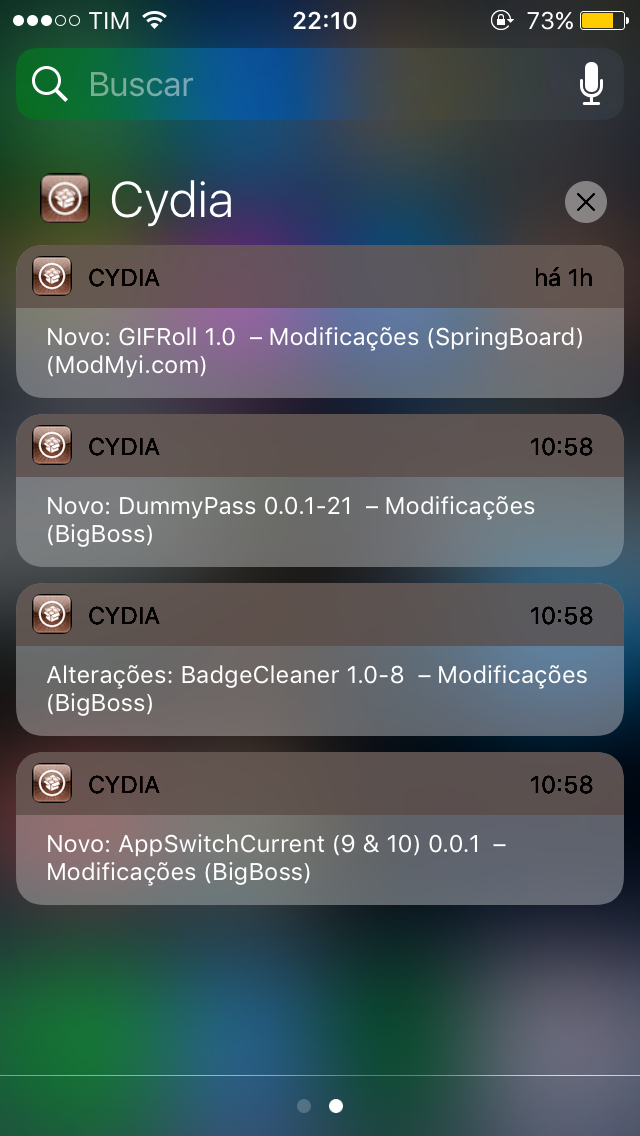 TIM 22:10 73%
Buscar
Cydia
CYDIA há 1h
Novo: GIFRoll 1.0 – Modificações (SpringBoard)
(ModMyi.com)
CYDIA 10:58
Novo: DummyPass 0.0.1-21 – Modificações
(BigBoss)
CYDIA 10:58
Alterações: BadgeCleaner 1.0-8 – Modificações
(BigBoss)
CYDIA 10:58
Novo: AppSwitchCurrent (9 & 10) 0.0.1 –
Modificações (BigBoss)